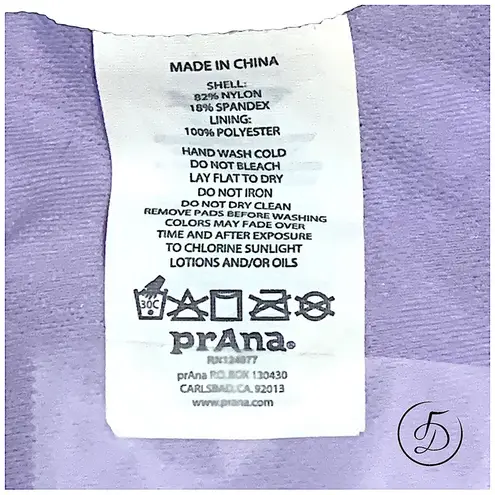 MADE IN CHINA
SHELL:
82% NYLON
18% SPANDEX
LINING:
100% POLYESTER
HAND WASH COLD
DO NOT BLEACH
LAY FLAT TO DRY
DO NOT IRON
DO NOT DRY CLEAN
REMOVE PADS BEFORE WASHING
COLORS MAY FADE OVER
TIME AND AFTER EXPOSURE
TO CHLORINE SUNLIGHT
LOTIONS AND/OR OILS
30C
prAna®
RN124077
prAna P.O. BOX 130430
CARLSBAD, CA. 92013
www.prana.com
5D